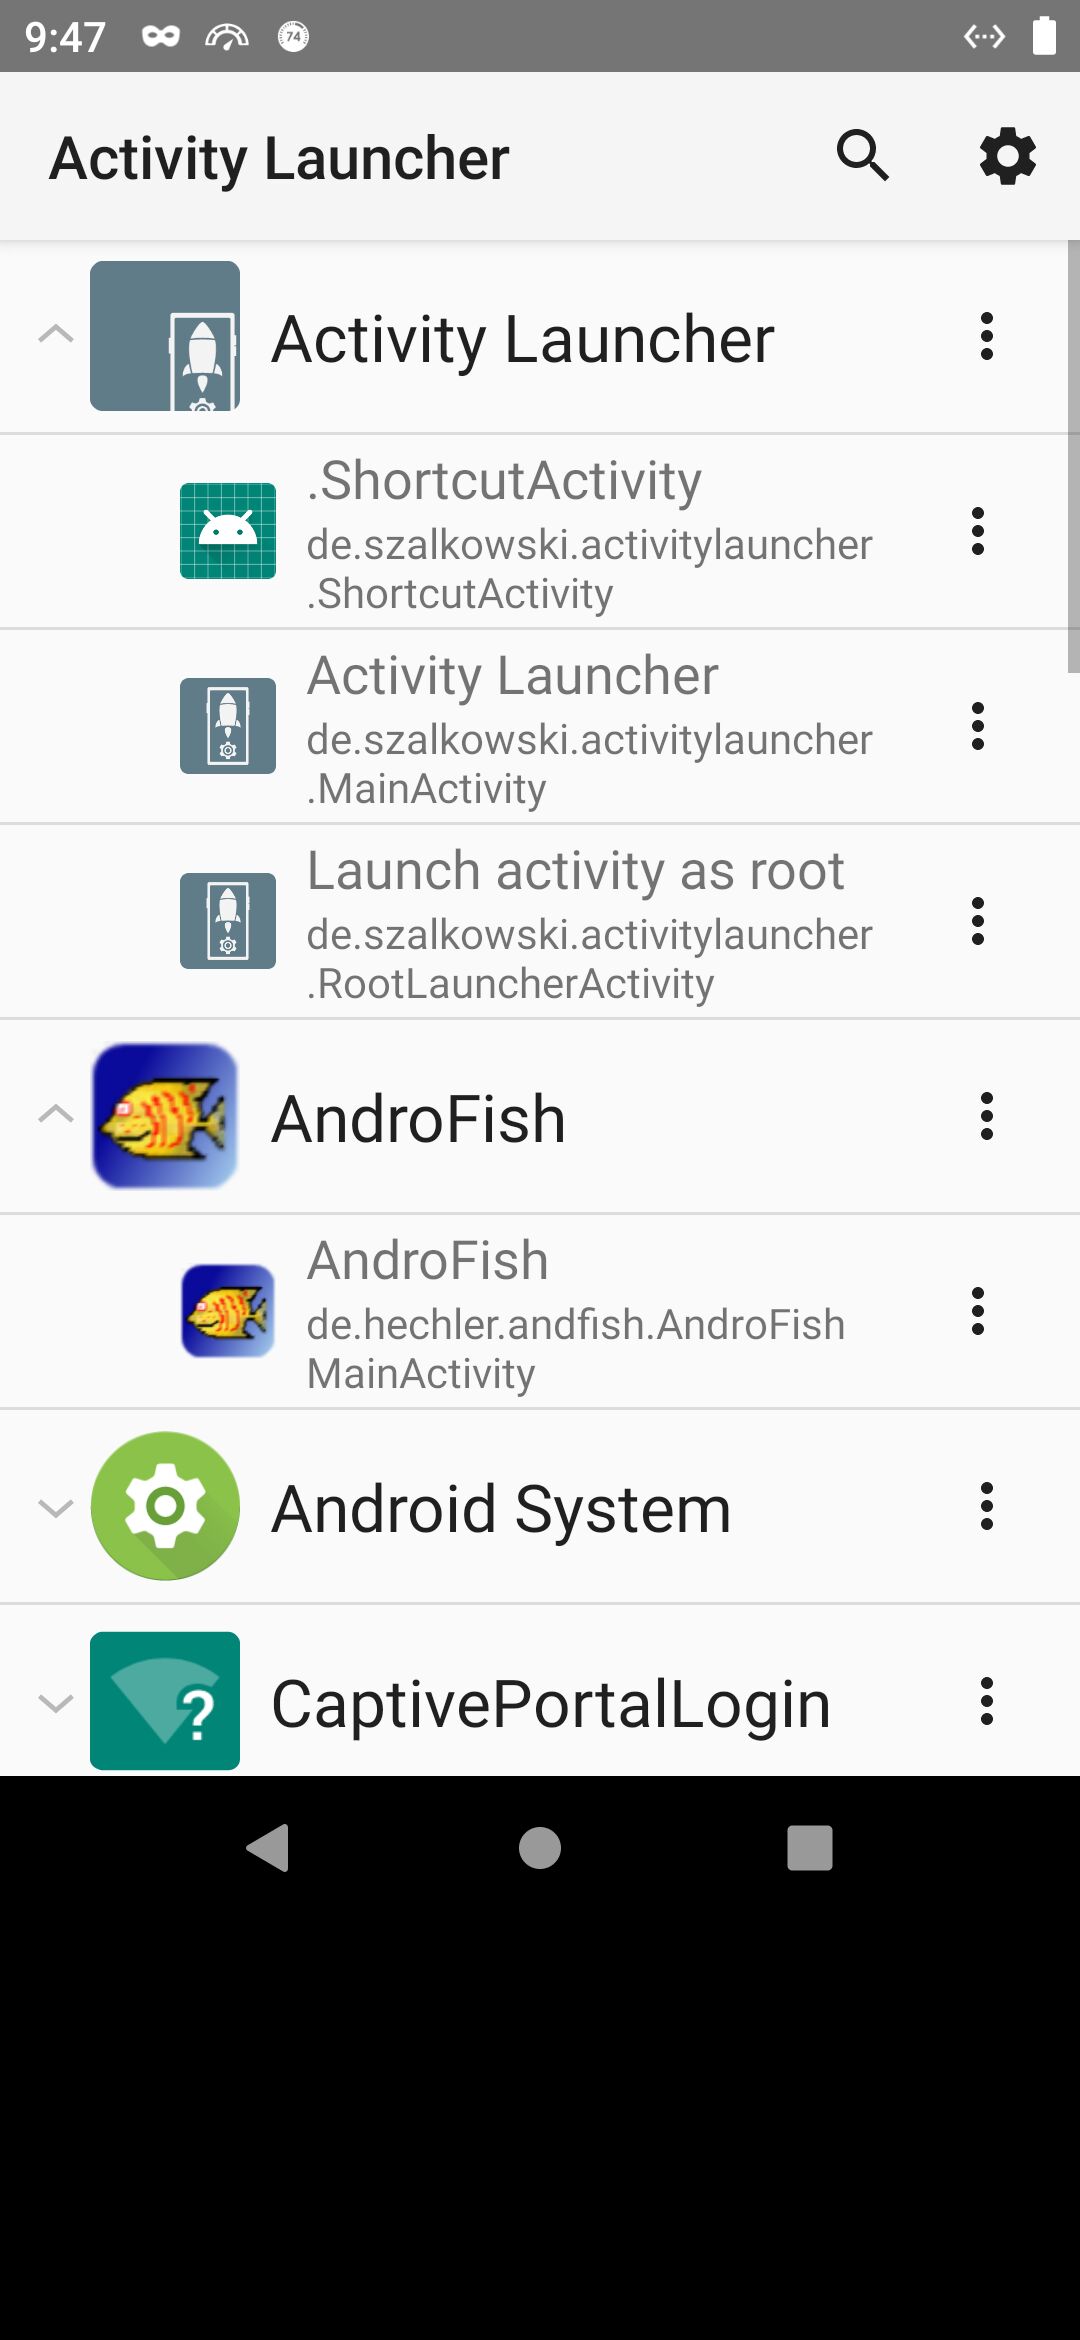 9:47
74
Activity Launcher
Activity Launcher
.ShortcutActivity
de.szalkowski.activitylauncher
.ShortcutActivity
Activity Launcher
de.szalkowski.activitylauncher
.MainActivity
Launch activity as root
de.szalkowski.activitylauncher
.RootLauncherActivity
AndroFish
AndroFish
de.hechler.andfish.AndroFish
MainActivity
Android System
?
CaptivePortalLogin